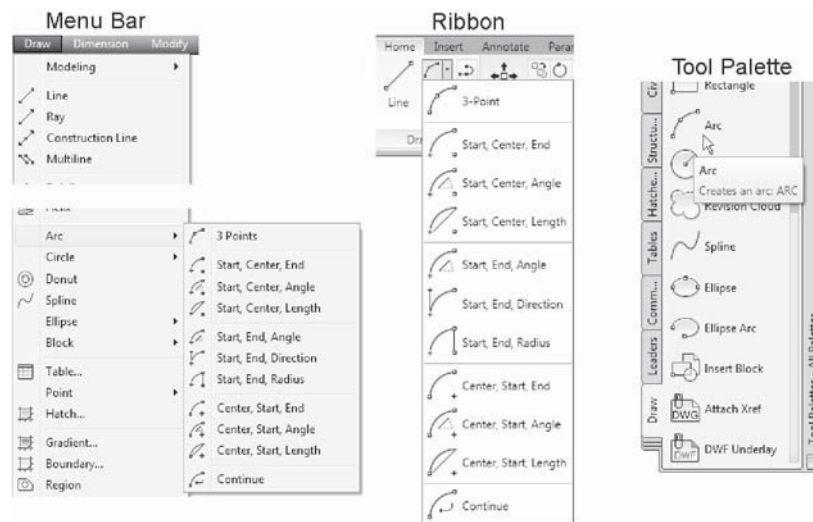 Menu Bar
Draw Dimension Modify
Modeling
Line
Ray
Construction Line
Multiline
Arc
Circle
Donut
Spline
Ellipse
Block
Table...
Point
Hatch...
Gradient...
Boundary...
Region
3 Points
Start, Center, End
Start, Center, Angle
Start, Center, Length
Start, End, Angle
Start, End, Direction
Start, End, Radius
Center, Start, End
Center, Start, Angle
Center, Start, Length
Continue
Ribbon
Home Insert Annotate Para
Line
3-Point
Start, Center, End
Start, Center, Angle
Start, Center, Length
Start, End, Angle
Start, End, Direction
Start, End, Radius
Center, Start, End
Center, Start, Angle
Center, Start, Length
Continue
Tool Palette
Civ
Structu...
Hatche...
Tables
Comm...
Leaders
Draw
Rectangle
Arc
Arc
Creates an arc: ARC
Revision Cloud
Spline
Ellipse
Ellipse Arc
Insert Block
DWG Attach Xref
DWF DWF Underlay